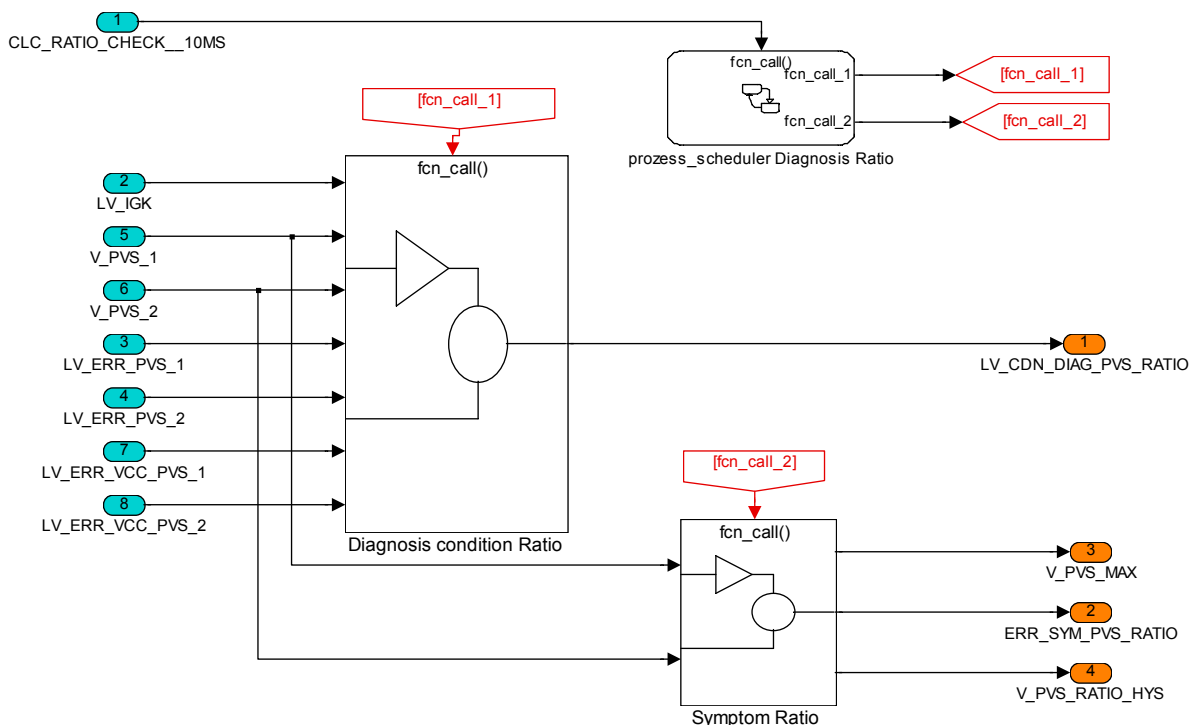 1
CLC_RATIO_CHECK__10MS
fcn_call()
fcn_call_1
fcn_call_2
prozess_scheduler Diagnosis Ratio
[fcn_call_1]
[fcn_call_2]
[fcn_call_1]
fcn_call()
2
LV_IGK
5
V_PVS_1
6
V_PVS_2
3
LV_ERR_PVS_1
4
LV_ERR_PVS_2
7
LV_ERR_VCC_PVS_1
8
LV_ERR_VCC_PVS_2
Diagnosis condition Ratio
1
LV_CDN_DIAG_PVS_RATIO
[fcn_call_2]
fcn_call()
Symptom Ratio
3
V_PVS_MAX
2
ERR_SYM_PVS_RATIO
4
V_PVS_RATIO_HYS